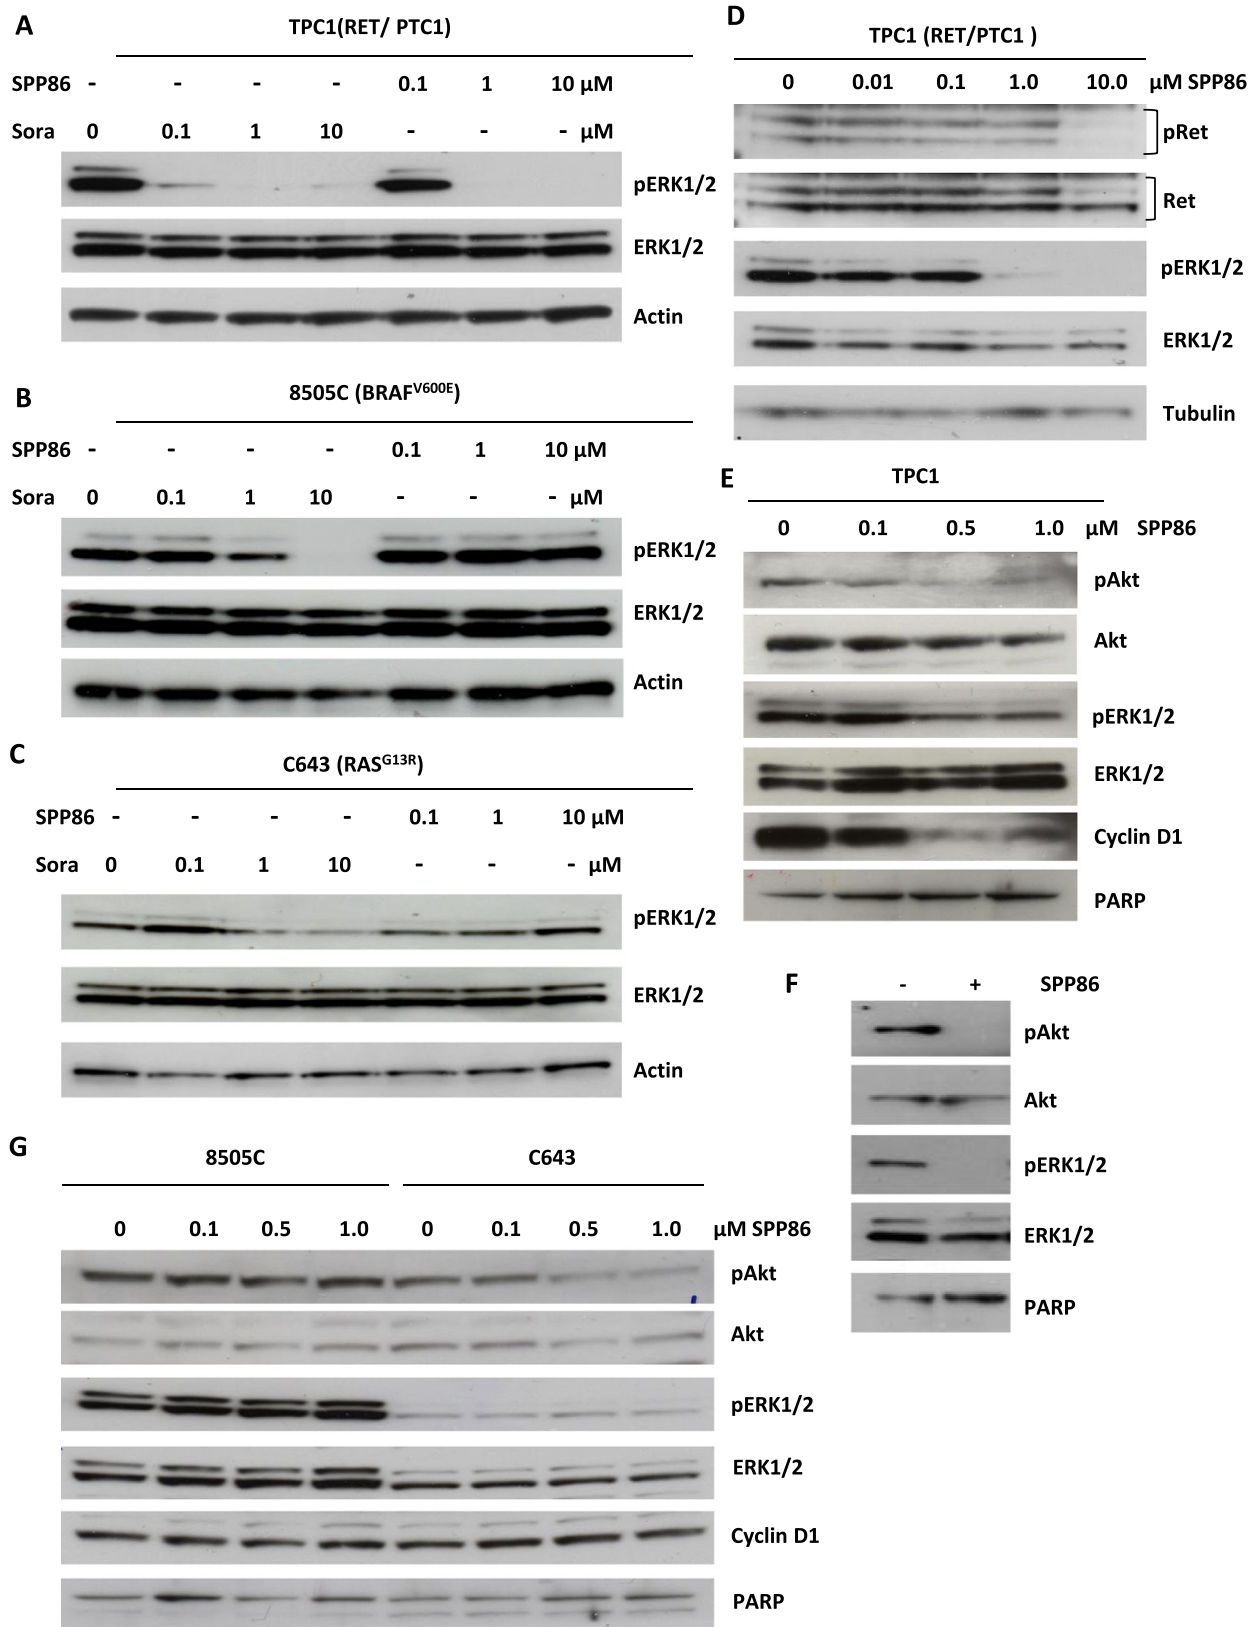 A
TPC1(RET/ PTC1)
SPP86 - - - - 0.1 1 10 µM
Sora 0 0.1 1 10 - - - µM
pERK1/2
ERK1/2
Actin
B
8505C (BRAFV600E)
SPP86 - - - - 0.1 1 10 µM
Sora 0 0.1 1 10 - - - µM
pERK1/2
ERK1/2
Actin
C
C643 (RASG13R)
SPP86 - - - - 0.1 1 10 µM
Sora 0 0.1 1 10 - - - µM
pERK1/2
ERK1/2
Actin
D
TPC1 (RET/PTC1 )
0 0.01 0.1 1.0 10.0 µM SPP86
pRet
Ret
pERK1/2
ERK1/2
Tubulin
E
TPC1
0 0.1 0.5 1.0 µM SPP86
pAkt
Akt
pERK1/2
ERK1/2
Cyclin D1
PARP
F
- + SPP86
pAkt
Akt
pERK1/2
ERK1/2
PARP
G
8505C C643
0 0.1 0.5 1.0 0 0.1 0.5 1.0 µM SPP86
pAkt
Akt
pERK1/2
ERK1/2
Cyclin D1
PARP